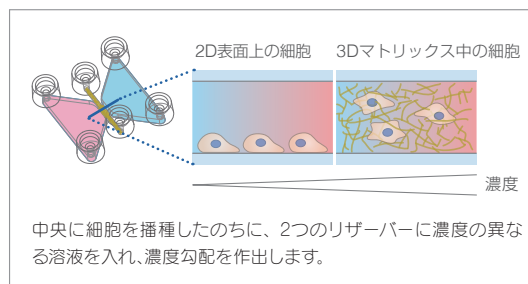 2D表面上の細胞
3Dマトリックス中の細胞
濃度
中央に細胞を播種したのちに、2つのリザーバーに濃度の異な
る溶液を入れ、濃度勾配を作出します。